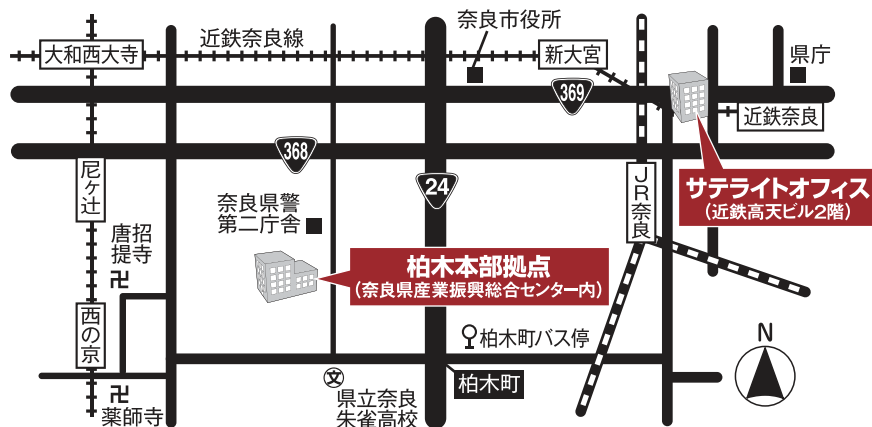 奈良市役所
近鉄奈良線
大和西大寺
新大宮
県庁
369
近鉄奈良
368
尼ヶ辻
24
JR奈良
サテライトオフィス
（近鉄高天ビル2階）
奈良県警
第二庁舎
唐招
提寺
柏木本部拠点
（奈良県産業振興総合センター内）
西の京
柏木町バス停
N
文
県立奈良
朱雀高校
柏木町
薬師寺